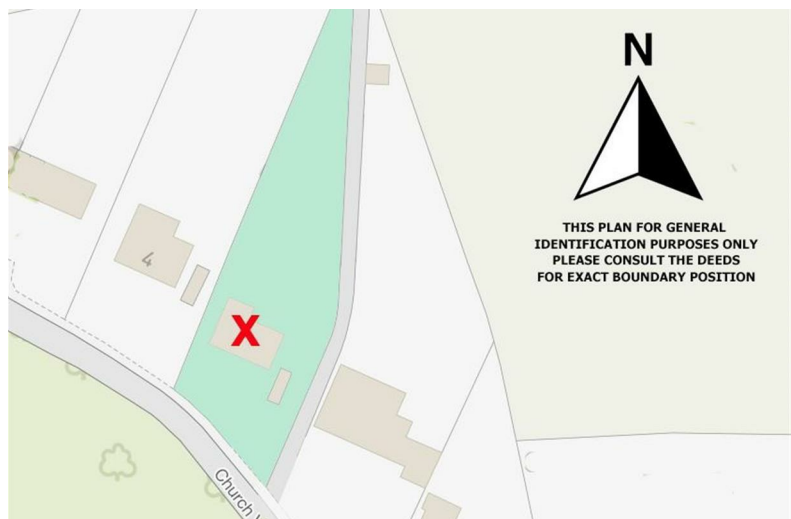 N
THIS PLAN FOR GENERAL
IDENTIFICATION PURPOSES ONLY
PLEASE CONSULT THE DEEDS
FOR EXACT BOUNDARY POSITION
4
X
Church